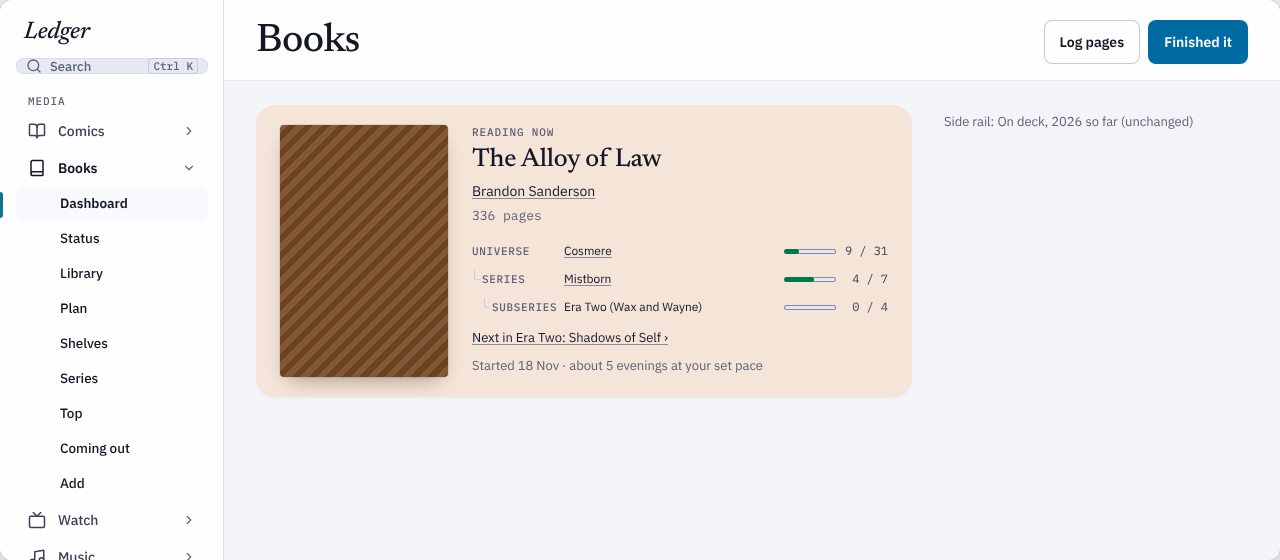 Ledger
Search Ctrl K
MEDIA
Comics
Books
Dashboard
Status
Library
Plan
Shelves
Series
Top
Coming out
Add
Watch
Music
Books
Log pages
Finished it
READING NOW
The Alloy of Law
Brandon Sanderson
336 pages
UNIVERSE Cosmere 9 / 31
SERIES Mistborn 4 / 7
SUBSERIES Era Two (Wax and Wayne) 0 / 4
Next in Era Two: Shadows of Self ›
Started 18 Nov · about 5 evenings at your set pace
Side rail: On deck, 2026 so far (unchanged)